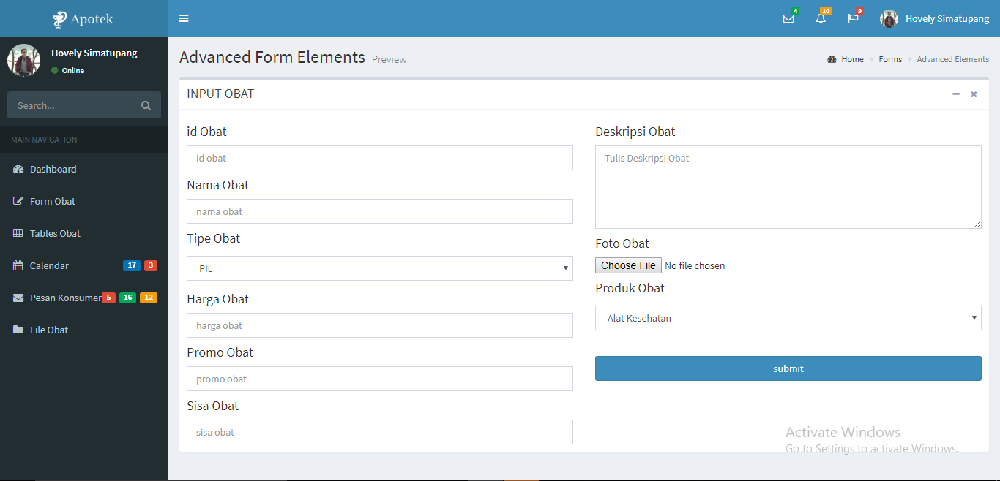 Apotek
4
10
9
Hovely Simatupang
Hovely Simatupang
Online
Search...
MAIN NAVIGATION
Dashboard
Form Obat
Tables Obat
Calendar 17 3
Pesan Konsumen 5 16 12
File Obat
Advanced Form Elements Preview
Home > Forms > Advanced Elements
INPUT OBAT
id Obat
id obat
Nama Obat
nama obat
Tipe Obat
PIL
Harga Obat
harga obat
Promo Obat
promo obat
Sisa Obat
sisa obat
Deskripsi Obat
Tulis Deskripsi Obat
Foto Obat
Choose File No file chosen
Produk Obat
Alat Kesehatan
submit
Activate Windows
Go to Settings to activate Windows.